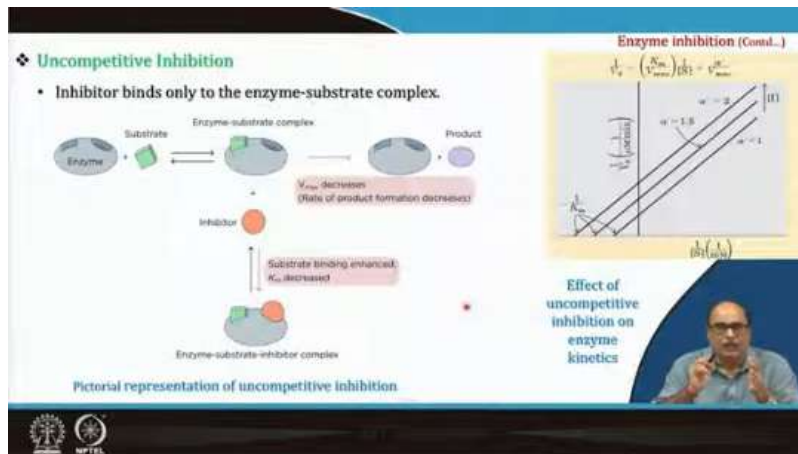 Enzyme inhibition (Contd...)
❖ Uncompetitive Inhibition
• Inhibitor binds only to the enzyme-substrate complex.
Enzyme-substrate complex
Substrate
Product
Enzyme
+
+
Vmax decreases
(Rate of product formation decreases)
+
Inhibitor
Substrate binding enhanced,
Km decreased
Enzyme-substrate-inhibitor complex
Pictorial representation of uncompetitive inhibition
[I]
Effect of
uncompetitive
inhibition on
enzyme
kinetics
NPTEL